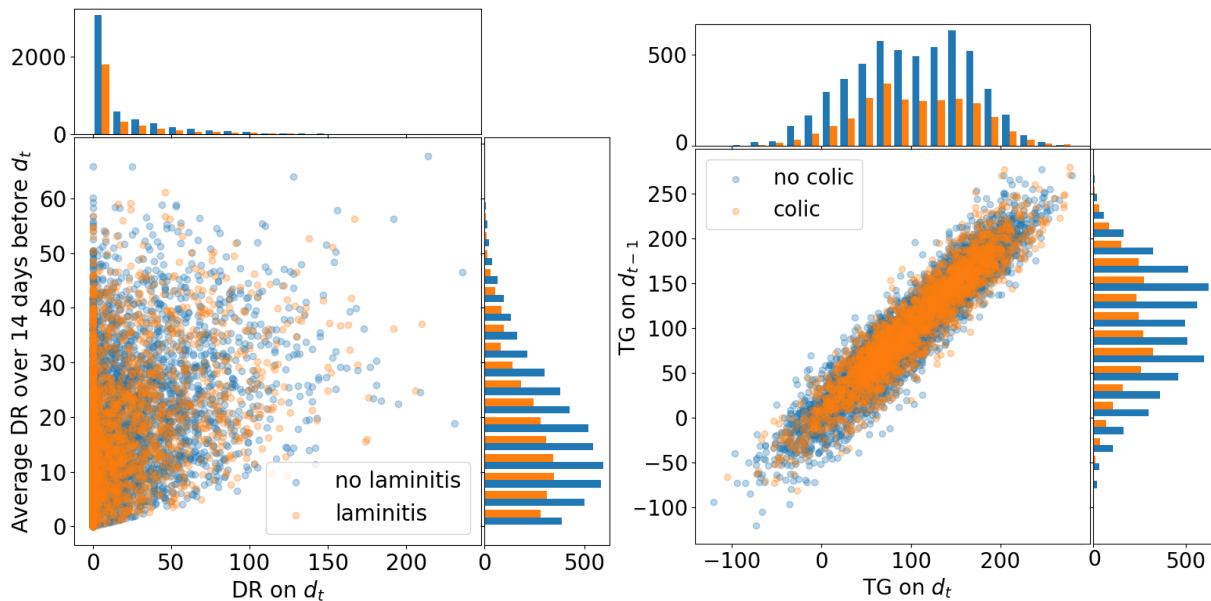 2000
0
Average DR over 14 days before d_t
60
50
40
30
20
10
0
no laminitis
laminitis
0 50 100 150 200
0 500
DR on d_t
500
0
TG on d_{t−1}
250
200
150
100
50
0
−50
−100
no colic
colic
−100 0 100 200
0 500
TG on d_t